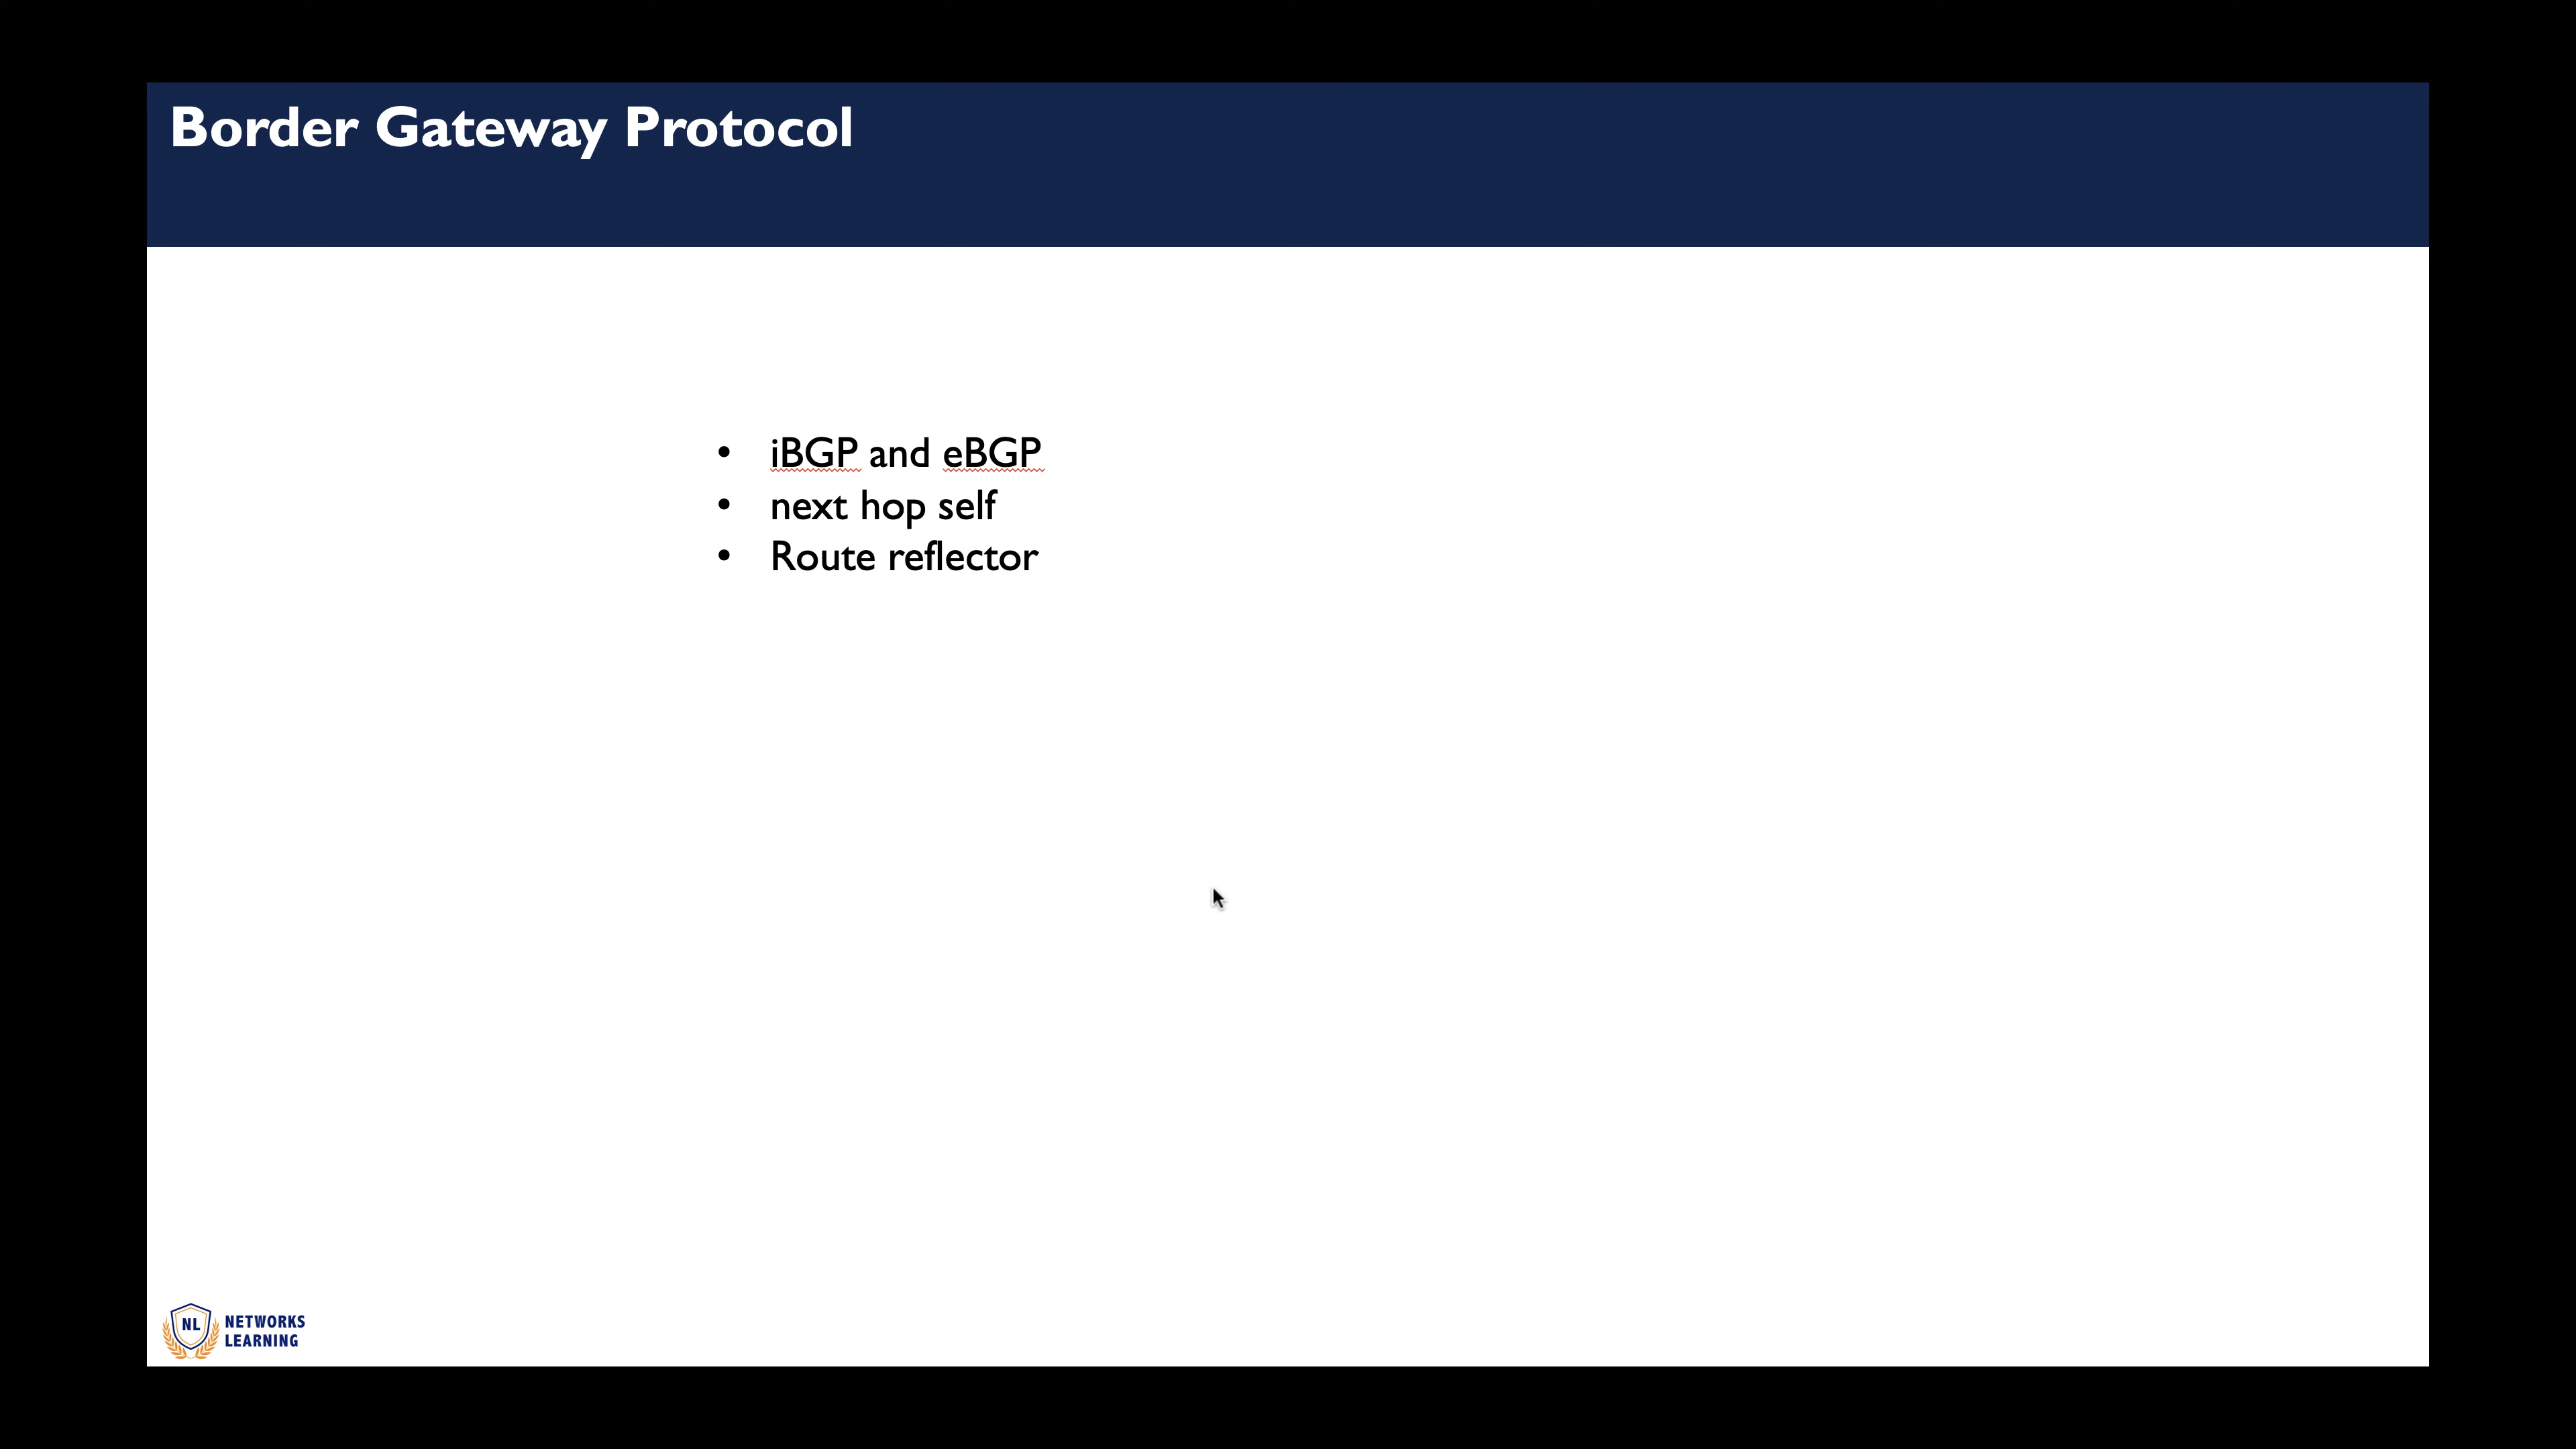 Border Gateway Protocol
• iBGP and eBGP
• next hop self
• Route reflector
NL
NETWORKS
LEARNING